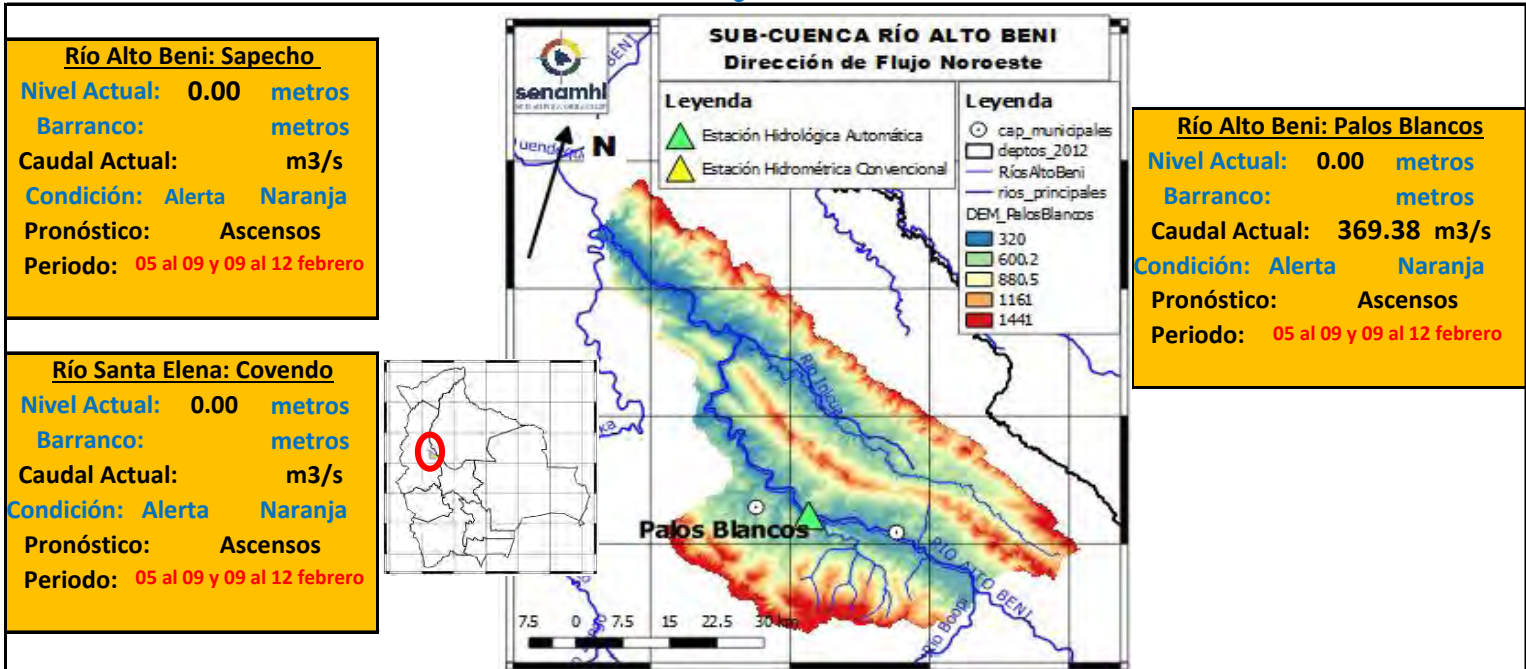 Río Alto Beni: Sapecho
Nivel Actual: 0.00 metros
Barranco: metros
Caudal Actual: m3/s
Condición: Alerta Naranja
Pronóstico: Ascensos
Periodo: 05 al 09 y 09 al 12 febrero
Río Santa Elena: Covendo
Nivel Actual: 0.00 metros
Barranco: metros
Caudal Actual: m3/s
Condición: Alerta Naranja
Pronóstico: Ascensos
Periodo: 05 al 09 y 09 al 12 febrero
senamhi
SUB-CUENCA RÍO ALTO BENI
Dirección de Flujo Noroeste
Leyenda
Estación Hidrológica Automática
Estación Hidrométrica Convencional
Leyenda
cap_municipales
deptos_2012
RíosAltoBeni
rios_principales
DEM_PalosBlancos
320
600.2
880.5
1161
1441
N
BENI
Río Inicua
Palos Blancos
RÍO ALTO BENI
Río Boopi
7.5 0 7.5 15 22.5 30 km
Río Alto Beni: Palos Blancos
Nivel Actual: 0.00 metros
Barranco: metros
Caudal Actual: 369.38 m3/s
Condición: Alerta Naranja
Pronóstico: Ascensos
Periodo: 05 al 09 y 09 al 12 febrero